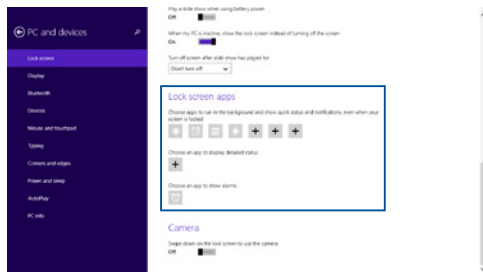 Play a slide show when using battery power
Off
PC and devices
When my PC is inactive, show the lock screen instead of turning off the screen
On
Lock screen
Turn off screen after slide show has played for
Don't turn off
Display
Bluetooth
Lock screen apps
Devices
Choose apps to run in the background and show quick status and notifications, even when your
screen is locked
Mouse and touchpad
Typing
Choose an app to display detailed status
Corners and edges
Power and sleep
Choose an app to show alarms
AutoPlay
PC info
Camera
Swipe down on the lock screen to use the camera
Off